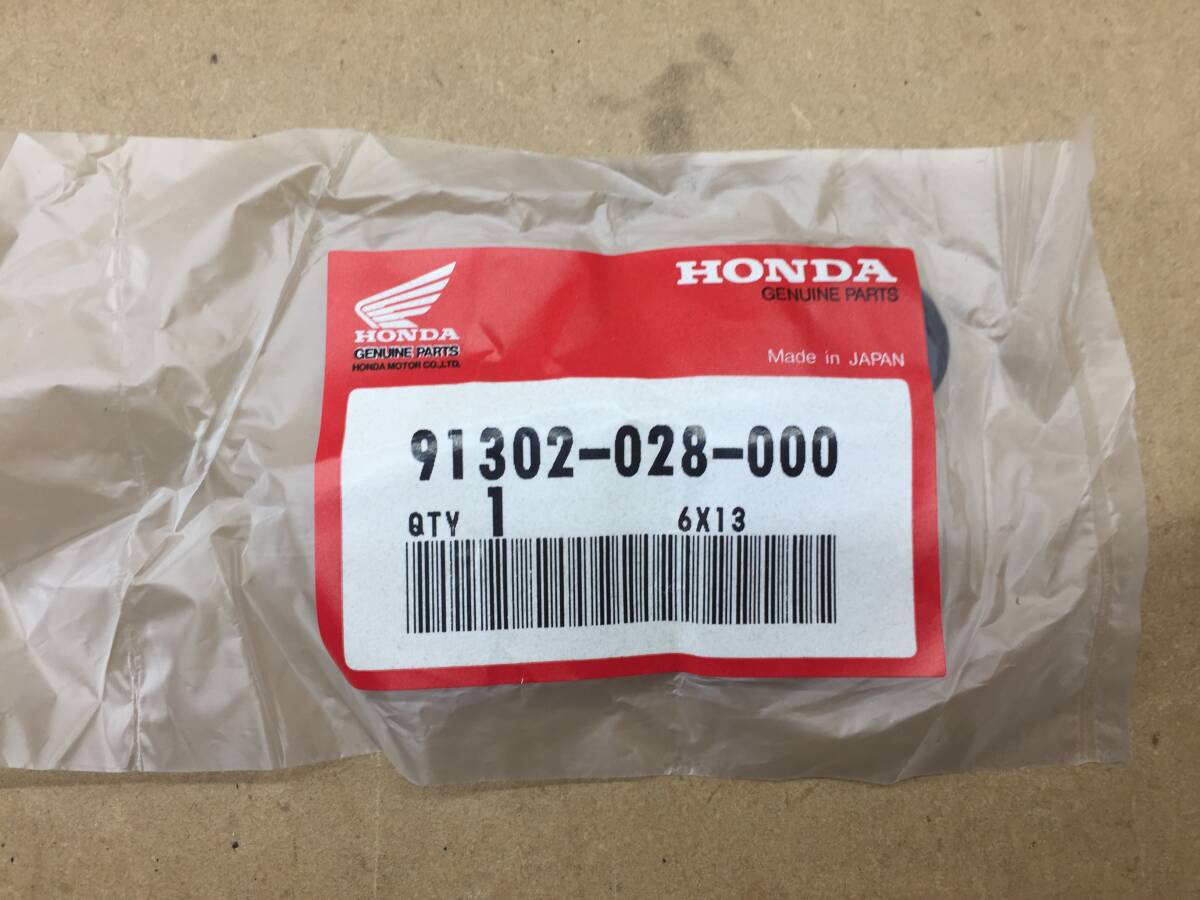 HONDA
GENUINE PARTS
HONDA MOTOR CO.,LTD.
HONDA
GENUINE PARTS
Made in JAPAN
91302-028-000
QTY 1 6X13